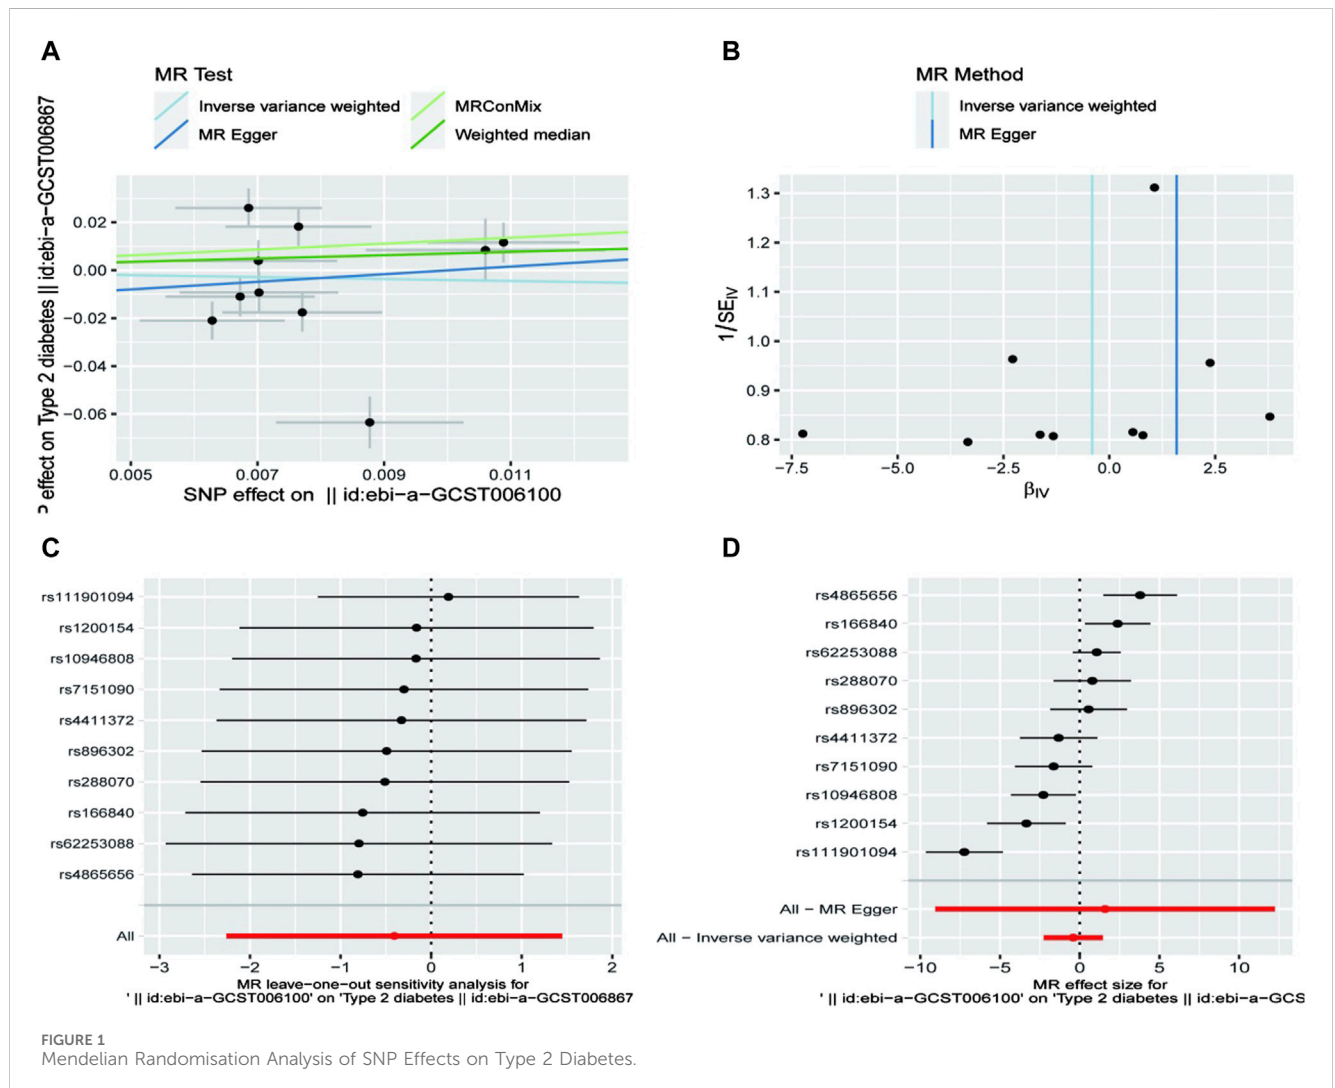 A
MR Test
Inverse variance weighted
MR Egger
MRConMix
Weighted median
P effect on Type 2 diabetes || id:ebi-a-GCST006867
0.02
0.00
−0.02
−0.04
−0.06
0.005
0.007
0.009
0.011
SNP effect on || id:ebi-a-GCST006100
B
MR Method
Inverse variance weighted
MR Egger
1/SEIV
1.3
1.2
1.1
1.0
0.9
0.8
−7.5
−5.0
−2.5
0.0
2.5
βIV
C
rs111901094
rs1200154
rs10946808
rs7151090
rs4411372
rs896302
rs288070
rs166840
rs62253088
rs4865656
All
−3
−2
−1
0
1
2
MR leave−one−out sensitivity analysis for
' || id:ebi−a−GCST006100' on 'Type 2 diabetes || id:ebi−a−GCST006867
D
rs4865656
rs166840
rs62253088
rs288070
rs896302
rs4411372
rs7151090
rs10946808
rs1200154
rs111901094
All − MR Egger
All − Inverse variance weighted
−10
−5
0
5
10
MR effect size for
' || id:ebi−a−GCST006100' on 'Type 2 diabetes || id:ebi−a−GCS
FIGURE 1
Mendelian Randomisation Analysis of SNP Effects on Type 2 Diabetes.